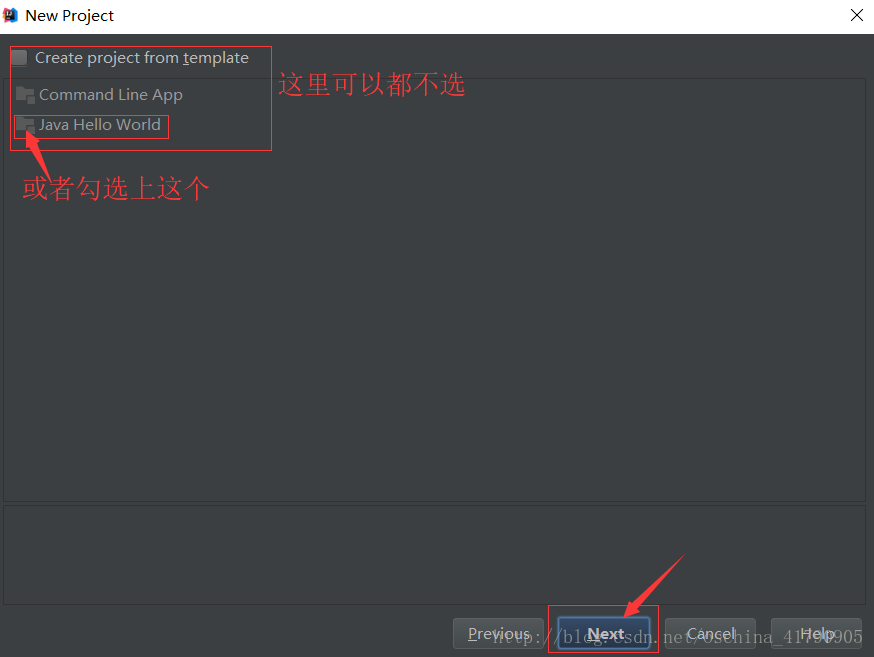 New Project
Create project from template
这里可以都不选
Command Line App
Java Hello World
或者勾选上这个
Previous
Next
Cancel
Help
http://blog.csdn.net/oschina_41790905